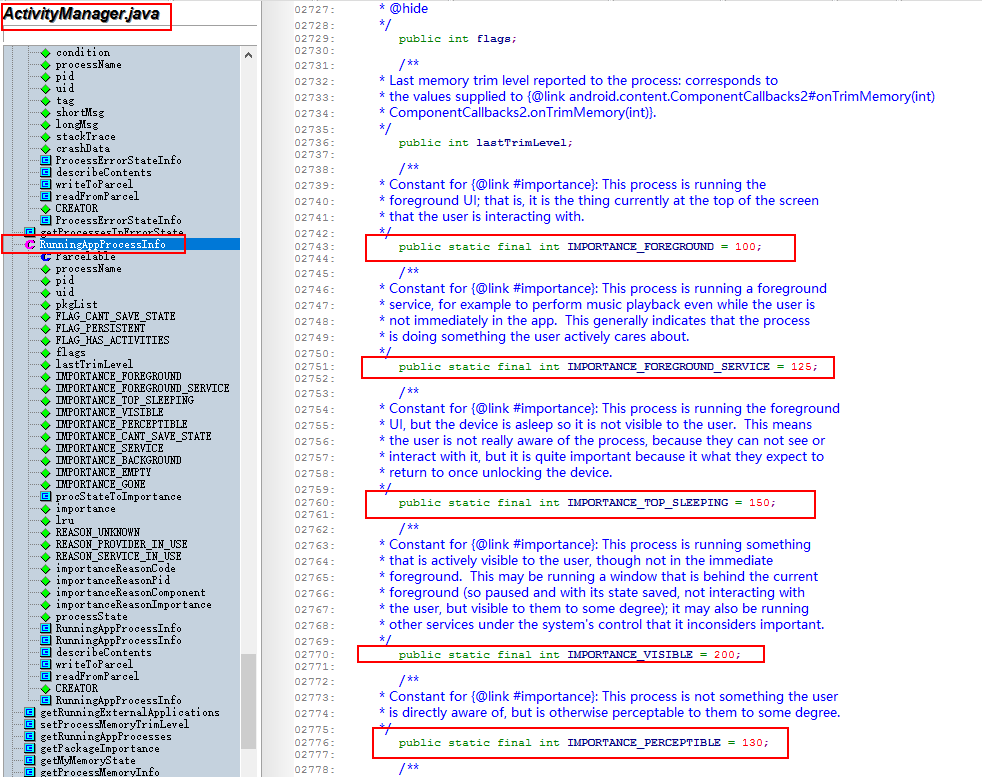 ActivityManager.java
condition
processName
pid
uid
tag
shortMsg
longMsg
stackTrace
crashData
ProcessErrorStateInfo
describeContents
writeToParcel
readFromParcel
CREATOR
ProcessErrorStateInfo
getProcessesInErrorState
RunningAppProcessInfo
Parcelable
processName
pid
uid
pkgList
FLAG_CANT_SAVE_STATE
FLAG_PERSISTENT
FLAG_HAS_ACTIVITIES
flags
lastTrimLevel
IMPORTANCE_FOREGROUND
IMPORTANCE_FOREGROUND_SERVICE
IMPORTANCE_TOP_SLEEPING
IMPORTANCE_VISIBLE
IMPORTANCE_PERCEPTIBLE
IMPORTANCE_CANT_SAVE_STATE
IMPORTANCE_SERVICE
IMPORTANCE_BACKGROUND
IMPORTANCE_EMPTY
IMPORTANCE_GONE
procStateToImportance
importance
lru
REASON_UNKNOWN
REASON_PROVIDER_IN_USE
REASON_SERVICE_IN_USE
importanceReasonCode
importanceReasonPid
importanceReasonComponent
importanceReasonImportance
processState
RunningAppProcessInfo
RunningAppProcessInfo
describeContents
writeToParcel
readFromParcel
CREATOR
RunningAppProcessInfo
getRunningExternalApplications
setProcessMemoryTrimLevel
getRunningAppProcesses
getPackageImportance
getMyMemoryState
getProcessMemoryInfo
02727: * @hide
02728: */
02729: public int flags;
02730:
02731: /**
02732: * Last memory trim level reported to the process: corresponds to
02733: * the values supplied to {@link android.content.ComponentCallbacks2#onTrimMemory(int)
02734: * ComponentCallbacks2.onTrimMemory(int)}.
02735: */
02736: public int lastTrimLevel;
02737:
02738: /**
02739: * Constant for {@link #importance}: This process is running the
02740: * foreground UI; that is, it is the thing currently at the top of the screen
02741: * that the user is interacting with.
02742: */
02743: public static final int IMPORTANCE_FOREGROUND = 100;
02744:
02745: /**
02746: * Constant for {@link #importance}: This process is running a foreground
02747: * service, for example to perform music playback even while the user is
02748: * not immediately in the app.  This generally indicates that the process
02749: * is doing something the user actively cares about.
02750: */
02751: public static final int IMPORTANCE_FOREGROUND_SERVICE = 125;
02752:
02753: /**
02754: * Constant for {@link #importance}: This process is running the foreground
02755: * UI, but the device is asleep so it is not visible to the user.  This means
02756: * the user is not really aware of the process, because they can not see or
02757: * interact with it, but it is quite important because it what they expect to
02758: * return to once unlocking the device.
02759: */
02760: public static final int IMPORTANCE_TOP_SLEEPING = 150;
02761:
02762: /**
02763: * Constant for {@link #importance}: This process is running something
02764: * that is actively visible to the user, though not in the immediate
02765: * foreground.  This may be running a window that is behind the current
02766: * foreground (so paused and with its state saved, not interacting with
02767: * the user, but visible to them to some degree); it may also be running
02768: * other services under the system's control that it inconsiders important.
02769: */
02770: public static final int IMPORTANCE_VISIBLE = 200;
02771:
02772: /**
02773: * Constant for {@link #importance}: This process is not something the user
02774: * is directly aware of, but is otherwise perceptable to them to some degree.
02775: */
02776: public static final int IMPORTANCE_PERCEPTIBLE = 130;
02777:
02778: /**